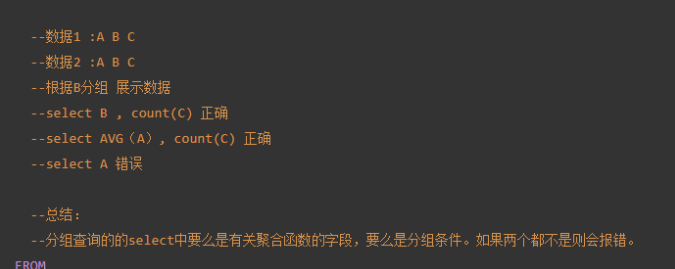 --数据1 :A B C
--数据2 :A B C
--根据B分组 展示数据
--select B , count(C) 正确
--select AVG（A）, count(C) 正确
--select A 错误
--总结:
--分组查询的的select中要么是有关聚合函数的字段，要么是分组条件。如果两个都不是则会报错。
FROM